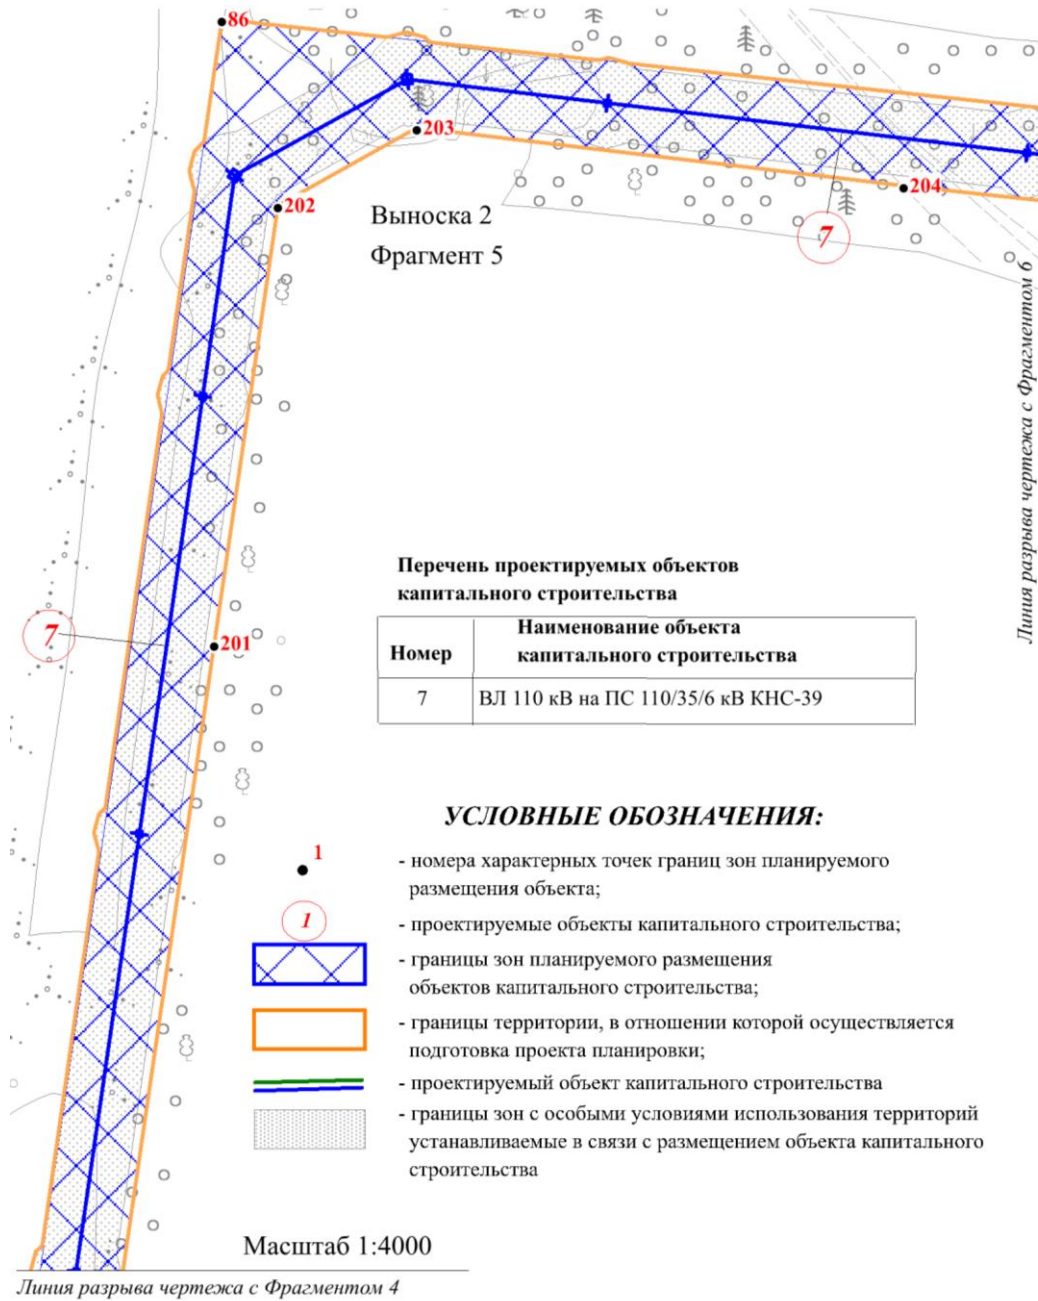 86
203
202
204
Выноска 2
Фрагмент 5
7
Линия разрыва чертежа с Фрагментом 6
7
201
Перечень проектируемых объектов
капитального строительства
Номер
Наименование объекта
капитального строительства
7 ВЛ 110 кВ на ПС 110/35/6 кВ КНС-39
УСЛОВНЫЕ ОБОЗНАЧЕНИЯ:
1
- номера характерных точек границ зон планируемого
размещения объекта;
1
- проектируемые объекты капитального строительства;
- границы зон планируемого размещения
объектов капитального строительства;
- границы территории, в отношении которой осуществляется
подготовка проекта планировки;
- проектируемый объект капитального строительства
- границы зон с особыми условиями использования территорий
устанавливаемые в связи с размещением объекта капитального
строительства
Масштаб 1:4000
Линия разрыва чертежа с Фрагментом 4